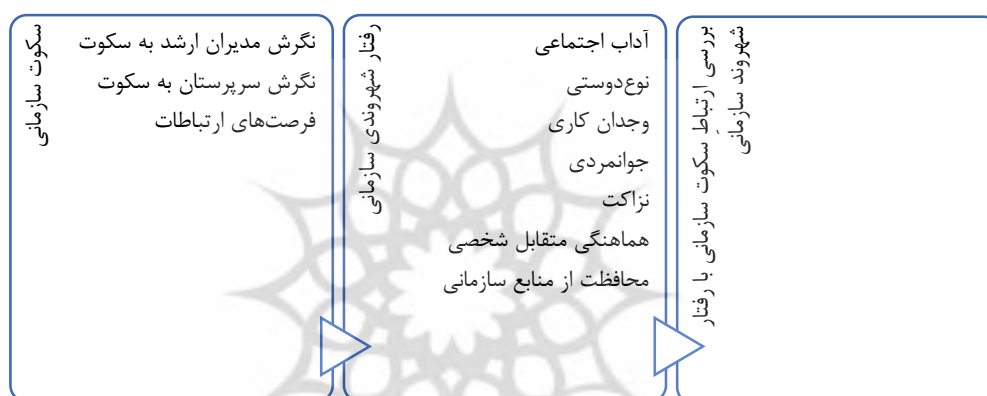 سکوت سازمانی
نگرش مدیران ارشد به سکوت
نگرش سرپرستان به سکوت
فرصت‌های ارتباطات
رفتار شهروندی سازمانی
آداب اجتماعی
نوع‌دوستی
وجدان کاری
جوانمردی
نزاکت
هماهنگی متقابل شخصی
محافظت از منابع سازمانی
بررسی ارتباطِ سکوت سازمانی با رفتار
شهروند سازمانی